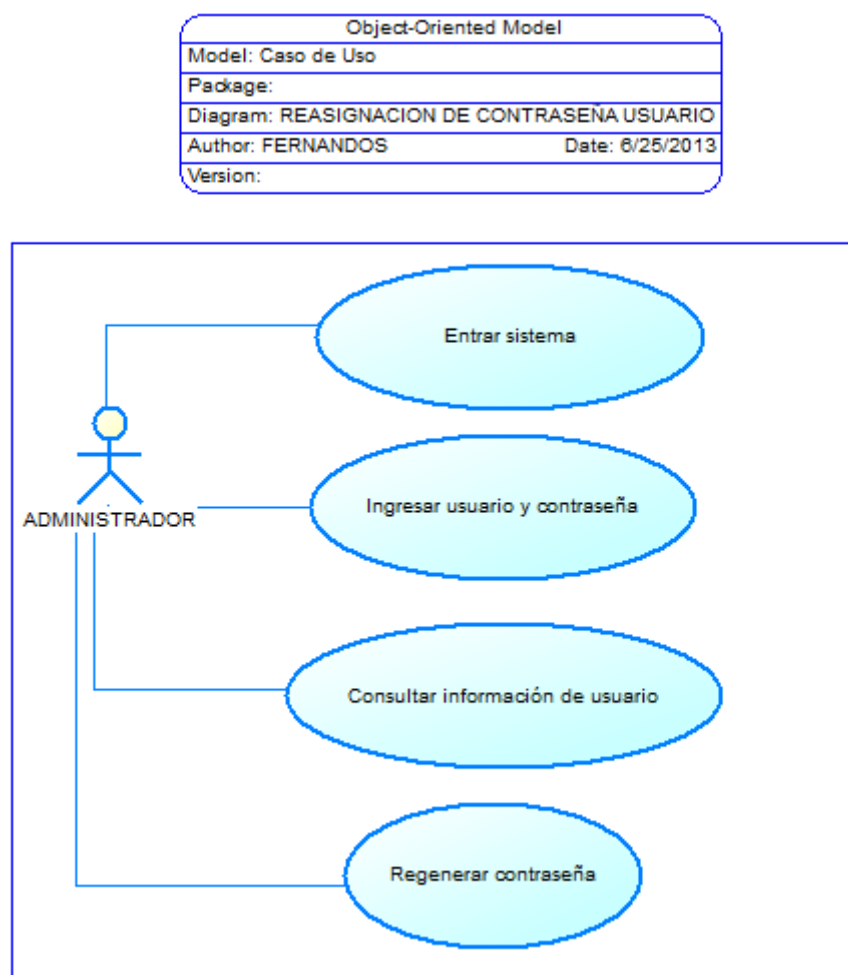 Object-Oriented Model
Model: Caso de Uso
Package:
Diagram: REASIGNACION DE CONTRASEÑA USUARIO
Author: FERNANDOS Date: 6/25/2013
Version:
Entrar sistema
Ingresar usuario y contraseña
ADMINISTRADOR
Consultar información de usuario
Regenerar contraseña